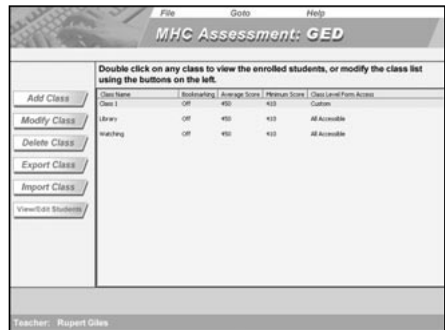 File Goto Help
MHC Assessment: GED
Double click on any class to view the enrolled students, or modify the class list
using the buttons on the left.
Add Class
Modify Class
Delete Class
Export Class
Import Class
View/Edit Students
Class Name Bookmarking Average Score Minimum Score Class Level Form Access
Class 1 Off 450 410 Custom
Library Off 450 410 All Accessible
Watching Off 450 410 All Accessible
Teacher: Rupert Giles